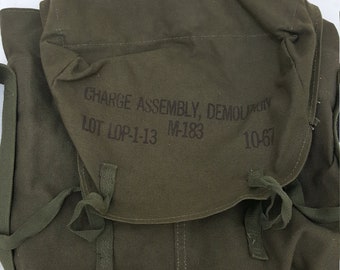 CHARGE ASSEMBLY, DEMOLITION
LOT LOP-1-13 M-183 10-67